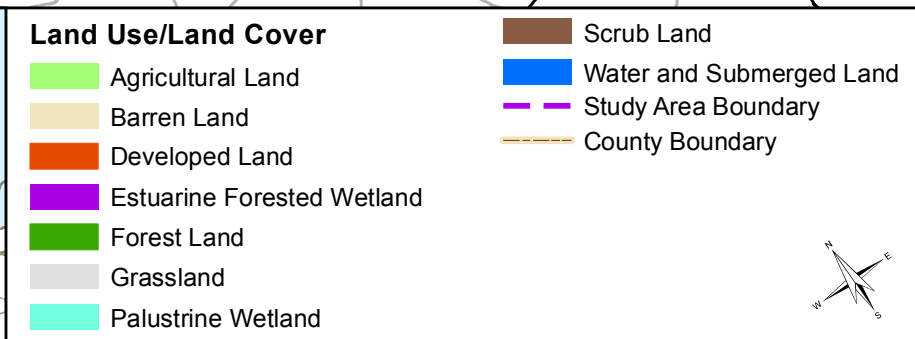 Land Use/Land Cover
Agricultural Land
Barren Land
Developed Land
Estuarine Forested Wetland
Forest Land
Grassland
Palustrine Wetland
Scrub Land
Water and Submerged Land
Study Area Boundary
County Boundary
N
E
W
S